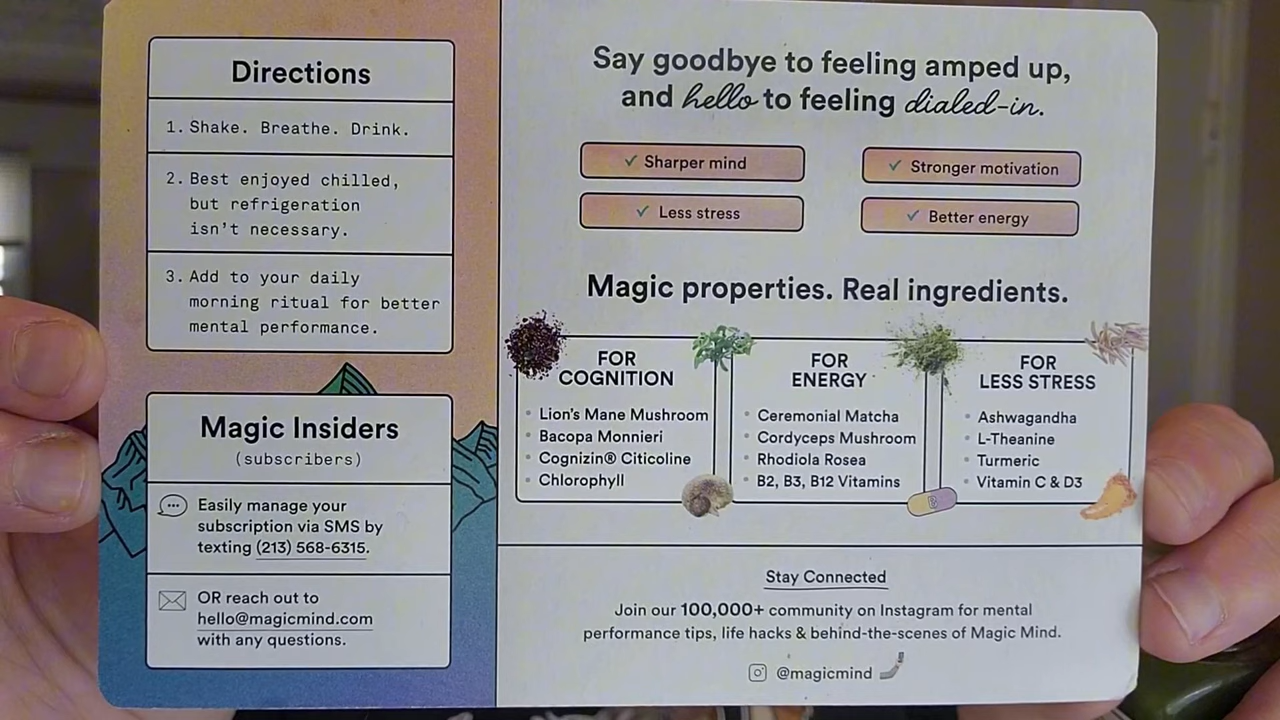 Directions
1. Shake. Breathe. Drink.
2. Best enjoyed chilled,
but refrigeration
isn't necessary.
3. Add to your daily
morning ritual for better
mental performance.
Magic Insiders
(subscribers)
Easily manage your
subscription via SMS by
texting (213) 568-6315.
OR reach out to
hello@magicmind.com
with any questions.
Say goodbye to feeling amped up,
and hello to feeling dialed-in.
✓ Sharper mind
✓ Stronger motivation
✓ Less stress
✓ Better energy
Magic properties. Real ingredients.
FOR
COGNITION
• Lion's Mane Mushroom
• Bacopa Monnieri
• Cognizin® Citicoline
• Chlorophyll
FOR
ENERGY
• Ceremonial Matcha
• Cordyceps Mushroom
• Rhodiola Rosea
• B2, B3, B12 Vitamins
FOR
LESS STRESS
• Ashwagandha
• L-Theanine
• Turmeric
• Vitamin C & D3
Stay Connected
Join our 100,000+ community on Instagram for mental
performance tips, life hacks & behind-the-scenes of Magic Mind.
@magicmind